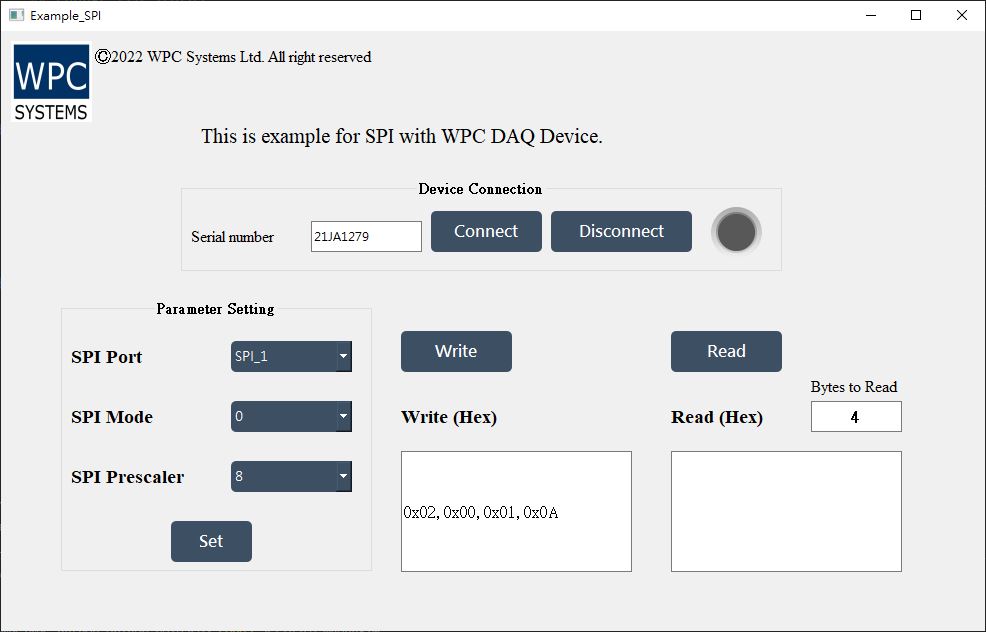 Example_SPI
WPC
SYSTEMS
©2022 WPC Systems Ltd. All right reserved
This is example for SPI with WPC DAQ Device.
Device Connection
Serial number 21JA1279 Connect Disconnect
Parameter Setting
SPI Port SPI_1
SPI Mode 0
SPI Prescaler 8
Set
Write
Write (Hex)
0x02,0x00,0x01,0x0A
Read
Bytes to Read
Read (Hex) 4